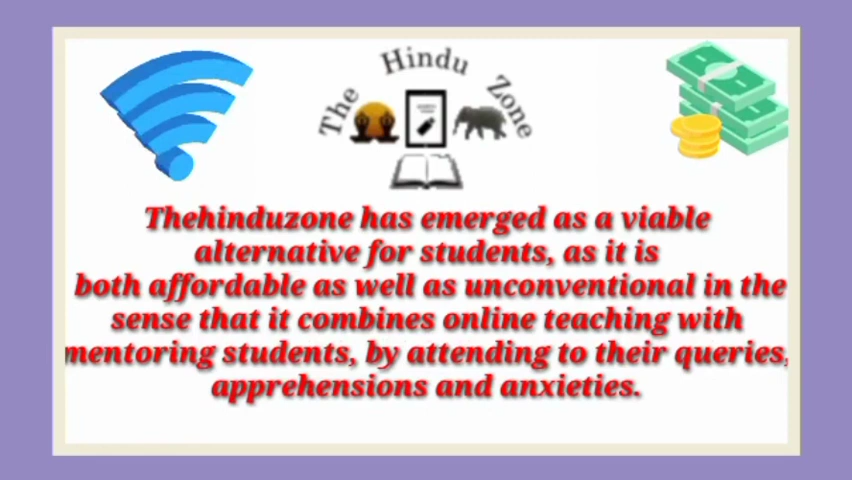 The Hindu Zone
Thehinduzone has emerged as a viable
alternative for students, as it is
both affordable as well as unconventional in the
sense that it combines online teaching with
mentoring students, by attending to their queries,
apprehensions and anxieties.